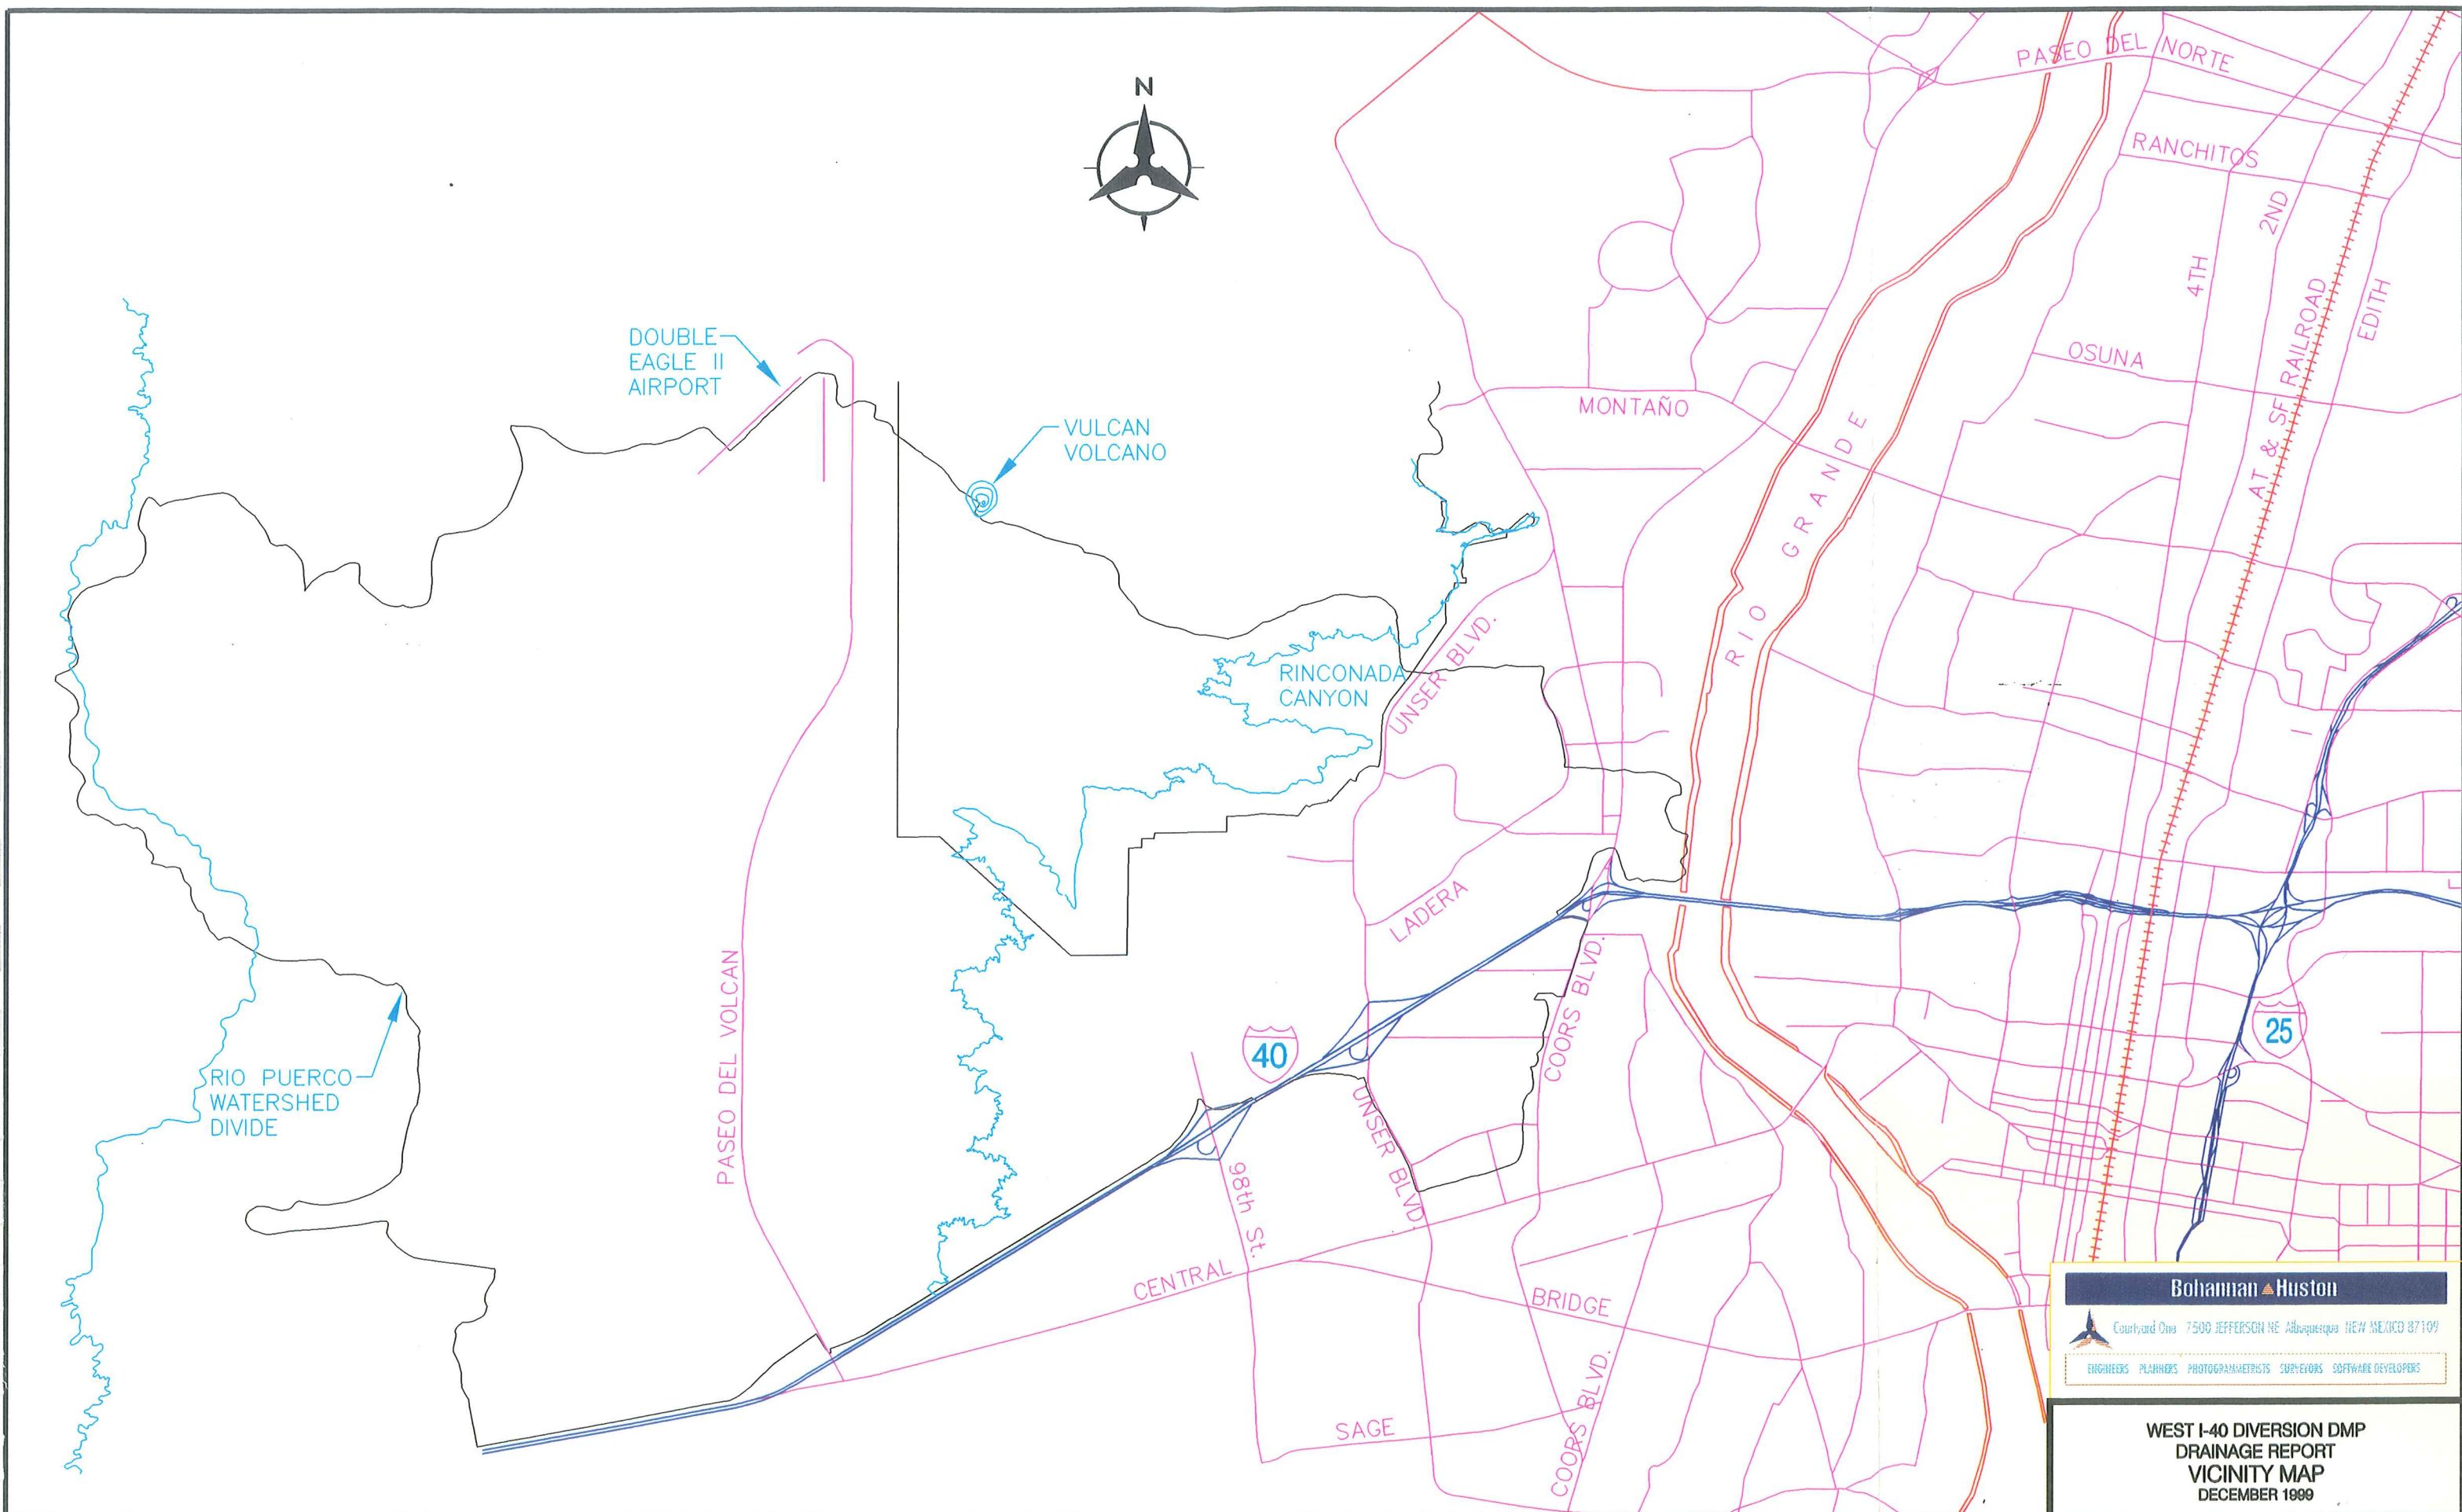 N
PASEO DEL NORTE
RANCHITOS
2ND
4TH
AT & SF RAILROAD
EDITH
OSUNA
DOUBLE
EAGLE II
AIRPORT
VULCAN
VOLCANO
MONTAÑO
RIO GRANDE
RINCONADA
CANYON
UNSER BLVD.
LADERA
COORS BLVD.
PASEO DEL VOLCAN
40
25
RIO PUERCO
WATERSHED
DIVIDE
UNSER BLVD.
98th St.
CENTRAL
BRIDGE
SAGE
COORS BLVD.
Bohannan Huston
Courtyard One 7500 JEFFERSON NE Albuquerque NEW MEXICO 87109
ENGINEERS PLANNERS PHOTOGRAMMETRISTS SURVEYORS SOFTWARE DEVELOPERS
WEST I-40 DIVERSION DMP
DRAINAGE REPORT
VICINITY MAP
DECEMBER 1999